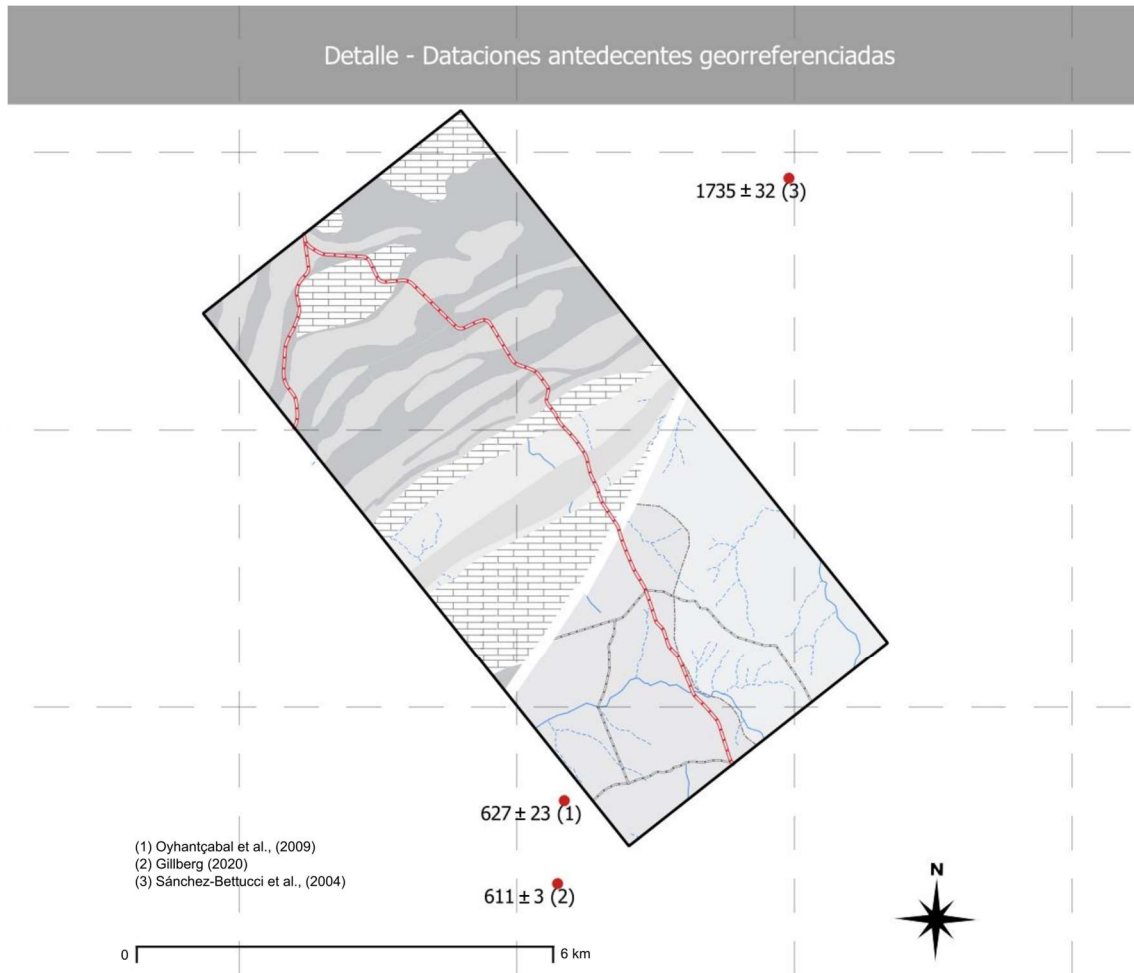 Detalle - Dataciones antedecentes georreferenciadas
1735 ± 32 (3)
627 ± 23 (1)
(1) Oyhantçabal et al., (2009)
(2) Gillberg (2020)
(3) Sánchez-Bettucci et al., (2004)
611 ± 3 (2)
N
0 6 km